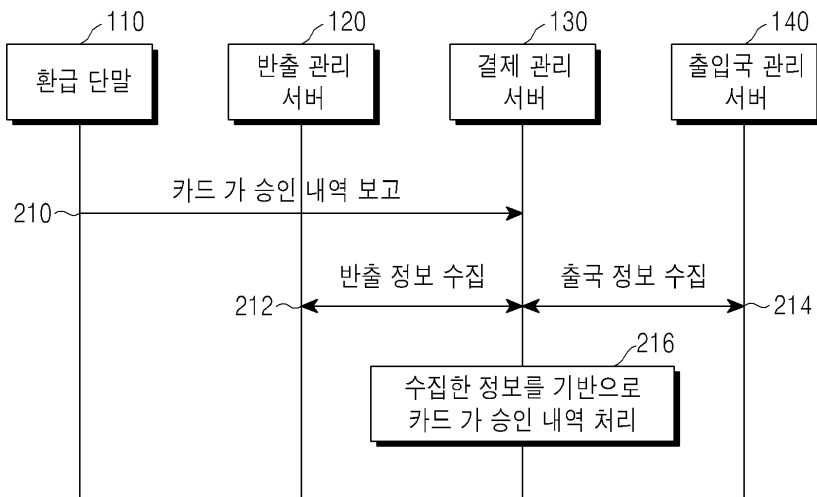 110
120
130
140
환급 단말
반출 관리
서버
결제 관리
서버
출입국 관리
서버
카드 가 승인 내역 보고
210
반출 정보 수집
출국 정보 수집
212
214
216
수집한 정보를 기반으로
카드 가 승인 내역 처리